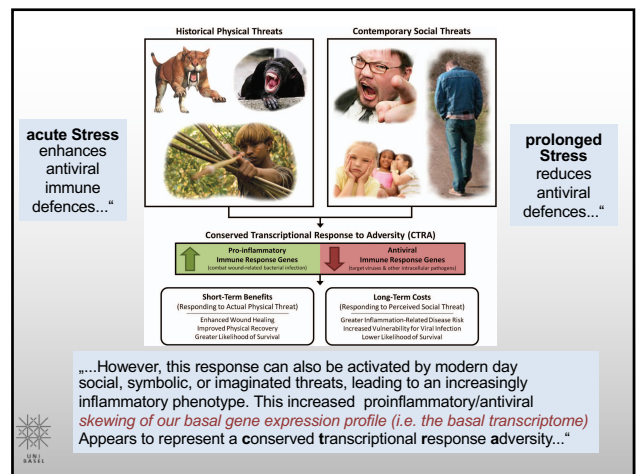 Historical Physical Threats
Contemporary Social Threats
acute Stress
enhances
antiviral
immune
defences...“
prolonged
Stress
reduces
antiviral
defences...“
Conserved Transcriptional Response to Adversity (CTRA)
Pro-inflammatory
Immune Response Genes
(combat wound-related bacterial infection)
Antiviral
Immune Response Genes
(target viruses & other intracellular pathogens)
Short-Term Benefits
(Responding to Actual Physical Threat)
Enhanced Wound Healing
Improved Physical Recovery
Greater Likelihood of Survival
Long-Term Costs
(Responding to Perceived Social Threat)
Greater Inflammation-Related Disease Risk
Increased Vulnerability for Viral Infection
Lower Likelihood of Survival
„...However, this response can also be activated by modern day
social, symbolic, or imaginated threats, leading to an increasingly
inflammatory phenotype. This increased proinflammatory/antiviral
skewing of our basal gene expression profile (i.e. the basal transcriptome)
Appears to represent a conserved transcriptional response adversity...“
UNI
BASEL